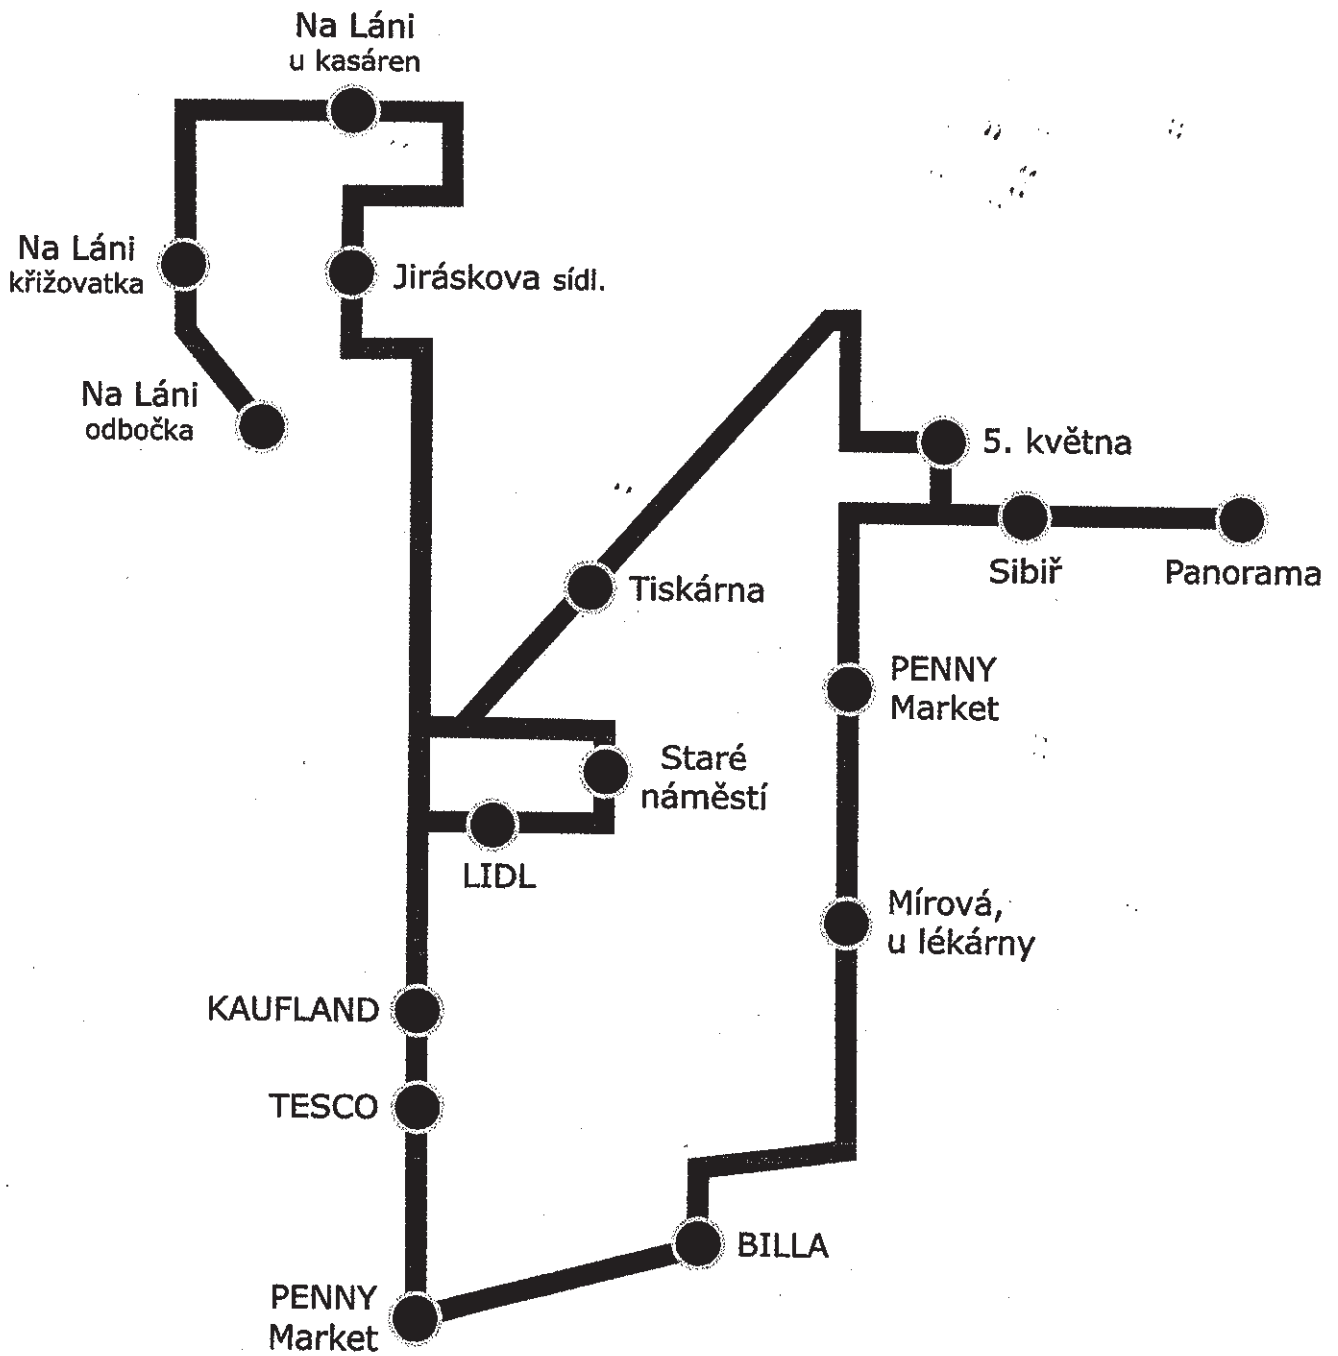 Na Láni
u kasáren
Na Láni
křižovatka
Jiráskova sídl.
Na Láni
odbočka
5. května
Sibiř
Panorama
Tiskárna
PENNY
Market
Staré
náměstí
LIDL
Mírová,
u lékárny
KAUFLAND
TESCO
BILLA
PENNY
Market